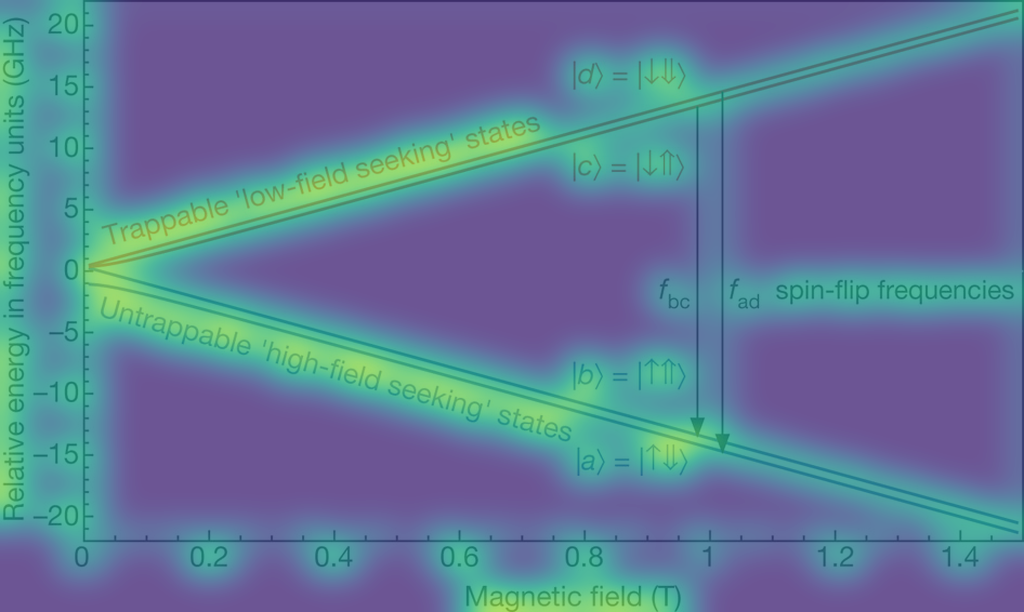 Relative energy in frequency units (GHz)
20
15
10
5
0
−5
−10
−15
−20
Trappable 'low-field seeking' states
Untrappable 'high-field seeking' states
|d⟩ = |↓⇓⟩
|c⟩ = |↓⇑⟩
f_bc
f_ad spin-flip frequencies
|b⟩ = |↑⇑⟩
|a⟩ = |↑⇓⟩
0 0.2 0.4 0.6 0.8 1 1.2 1.4
Magnetic field (T)